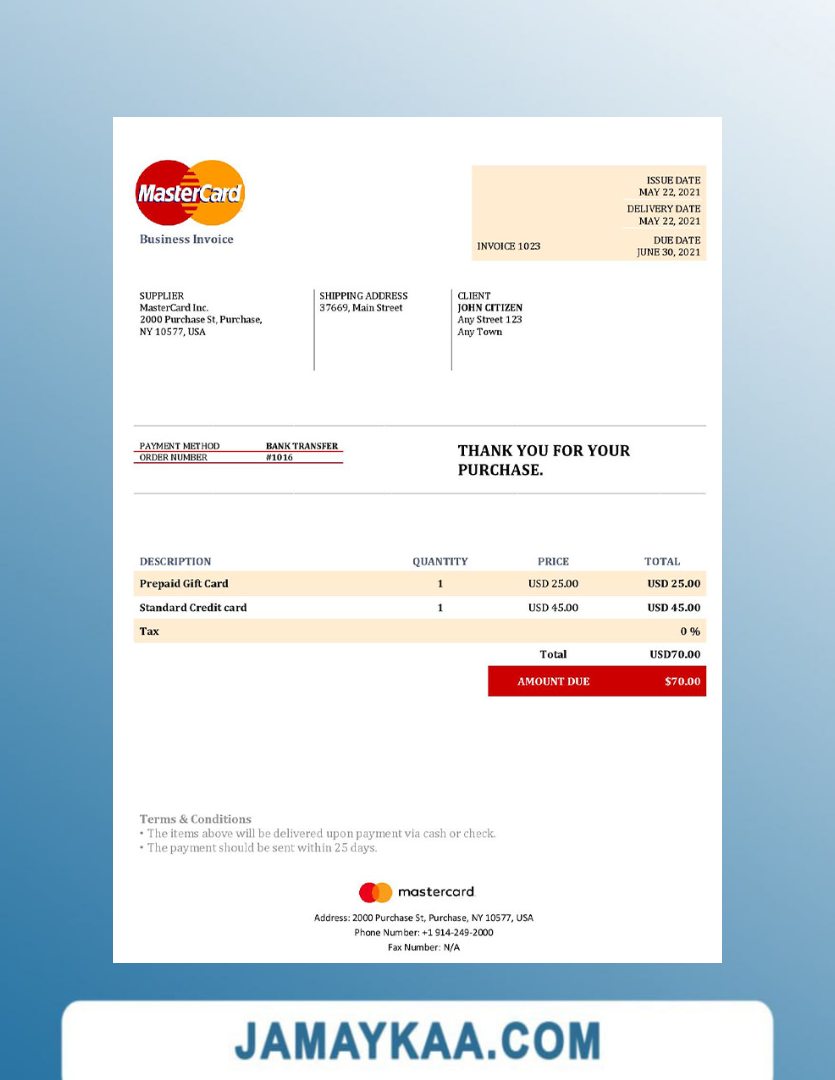 MasterCard
Business Invoice
ISSUE DATE
MAY 22, 2021
DELIVERY DATE
MAY 22, 2021
INVOICE 1023
DUE DATE
JUNE 30, 2021
SUPPLIER
MasterCard Inc.
2000 Purchase St, Purchase,
NY 10577, USA
SHIPPING ADDRESS
37669, Main Street
CLIENT
JOHN CITIZEN
Any Street 123
Any Town
PAYMENT METHOD BANK TRANSFER
ORDER NUMBER #1016
THANK YOU FOR YOUR
PURCHASE.
DESCRIPTION QUANTITY PRICE TOTAL
Prepaid Gift Card 1 USD 25.00 USD 25.00
Standard Credit card 1 USD 45.00 USD 45.00
Tax 0 %
Total USD70.00
AMOUNT DUE $70.00
Terms & Conditions
• The items above will be delivered upon payment via cash or check.
• The payment should be sent within 25 days.
mastercard
Address: 2000 Purchase St, Purchase, NY 10577, USA
Phone Number: +1 914-249-2000
Fax Number: N/A
JAMAYKAA.COM